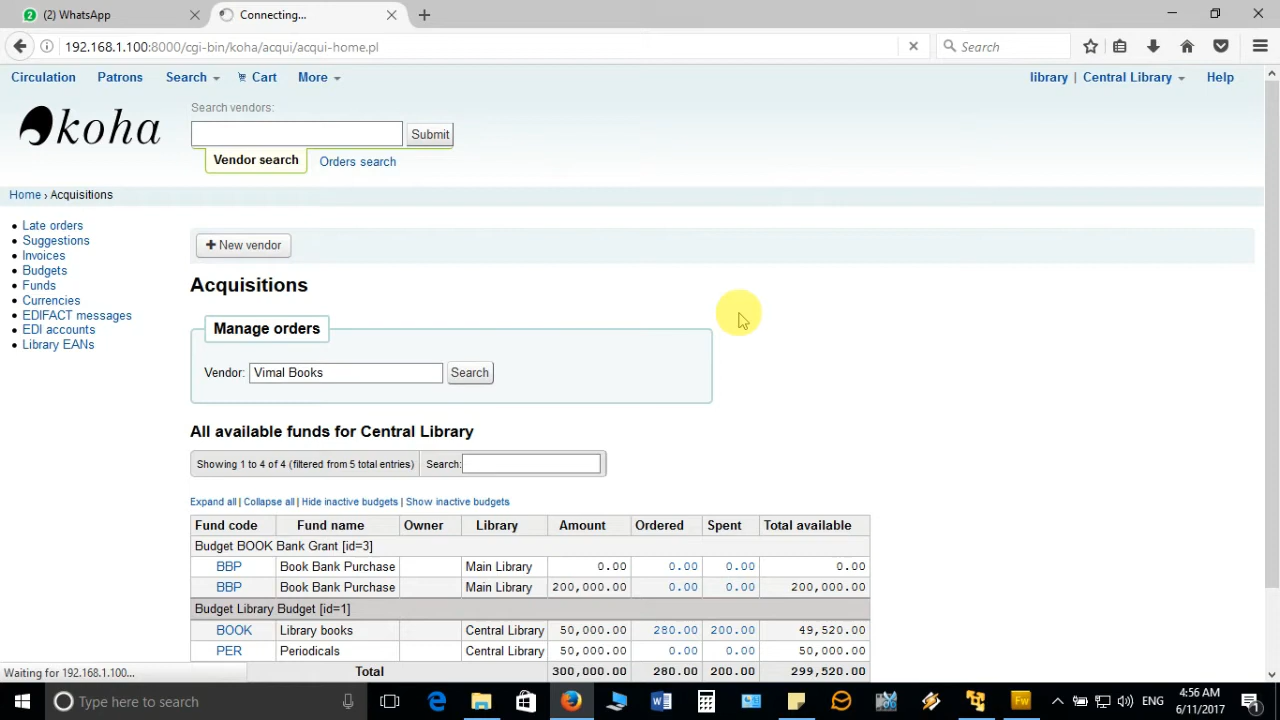 (2) WhatsApp
Connecting...
192.168.1.100:8000/cgi-bin/koha/acqui/acqui-home.pl
Search
Circulation Patrons Search Cart More
library | Central Library Help
koha
Search vendors:
Submit
Vendor search Orders search
Home › Acquisitions
Late orders
Suggestions
Invoices
Budgets
Funds
Currencies
EDIFACT messages
EDI accounts
Library EANs
+ New vendor
Acquisitions
Manage orders
Vendor: Vimal Books Search
All available funds for Central Library
Showing 1 to 4 of 4 (filtered from 5 total entries) Search:
Expand all | Collapse all | Hide inactive budgets | Show inactive budgets
Fund code Fund name Owner Library Amount Ordered Spent Total available
Budget BOOK Bank Grant [id=3]
BBP Book Bank Purchase Main Library 0.00 0.00 0.00 0.00
BBP Book Bank Purchase Main Library 200,000.00 0.00 0.00 200,000.00
Budget Library Budget [id=1]
BOOK Library books Central Library 50,000.00 280.00 200.00 49,520.00
PER Periodicals Central Library 50,000.00 0.00 0.00 50,000.00
Total 300,000.00 280.00 200.00 299,520.00
Waiting for 192.168.1.100...
Type here to search
Fw
ENG
4:56 AM
6/11/2017
1